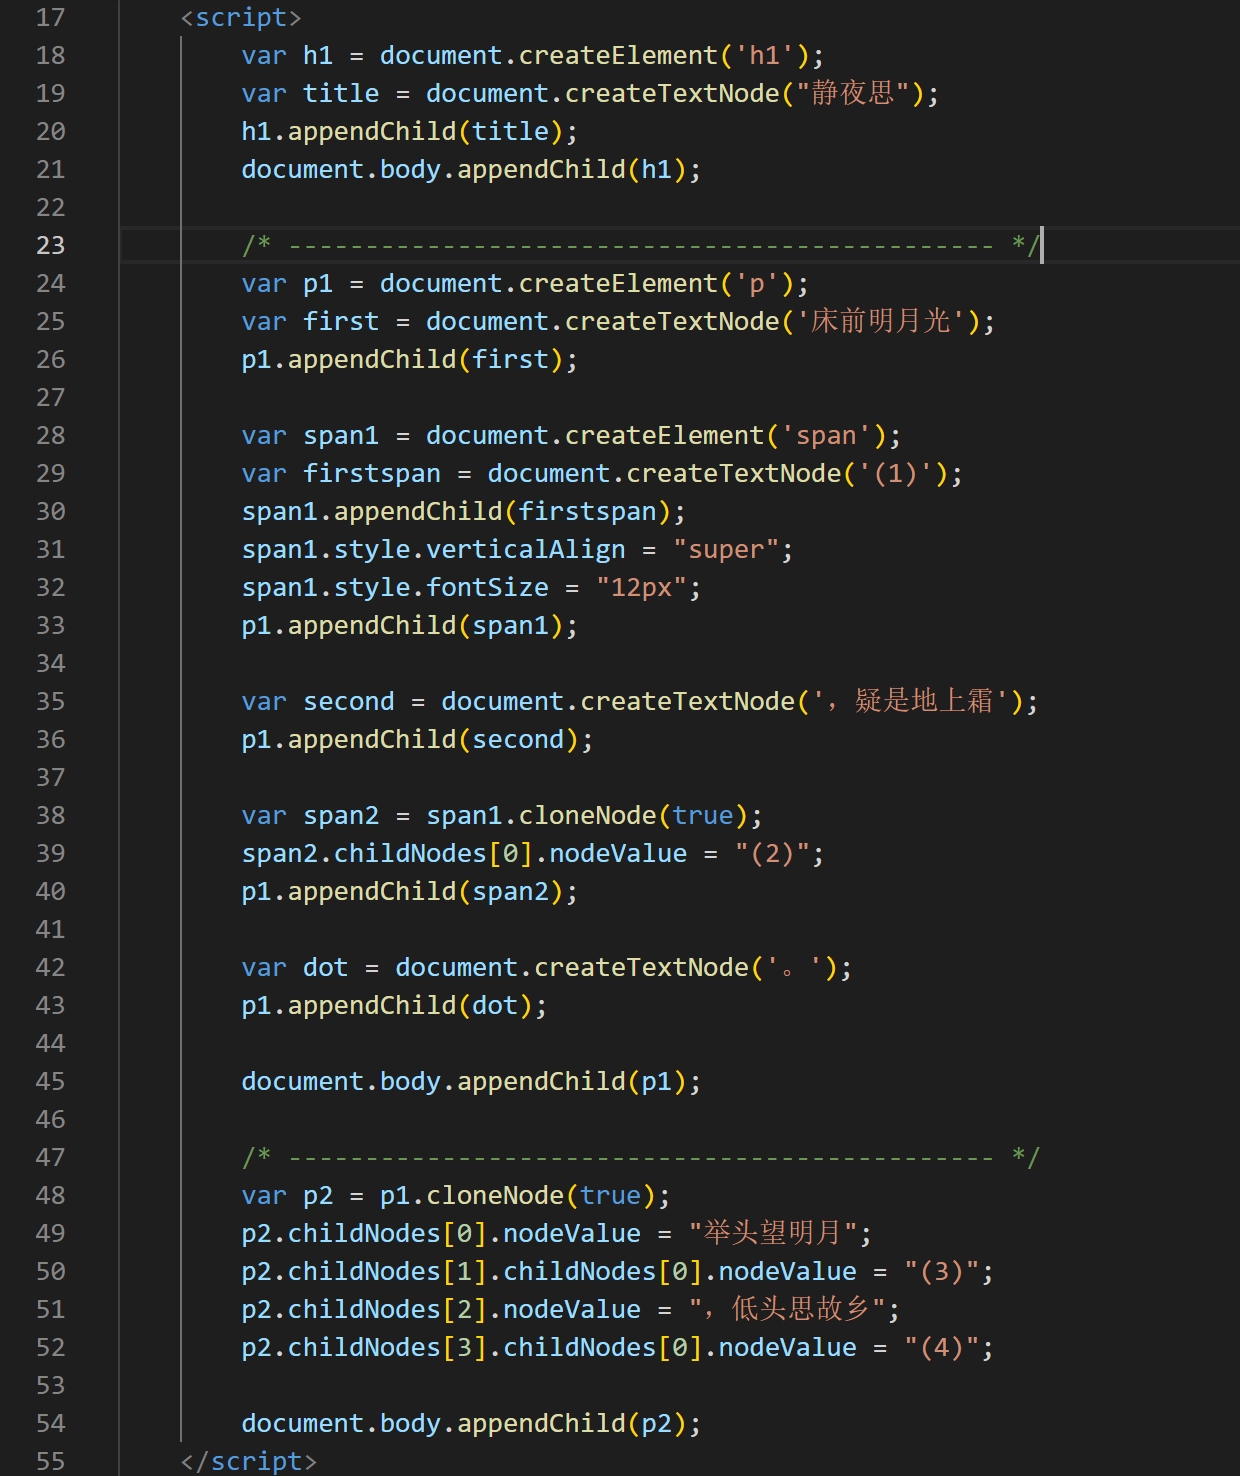 17 <script>
18 var h1 = document.createElement('h1');
19 var title = document.createTextNode("静夜思");
20 h1.appendChild(title);
21 document.body.appendChild(h1);
22
23 /* ---------------------------------------------- */
24 var p1 = document.createElement('p');
25 var first = document.createTextNode('床前明月光');
26 p1.appendChild(first);
27
28 var span1 = document.createElement('span');
29 var firstspan = document.createTextNode('(1)');
30 span1.appendChild(firstspan);
31 span1.style.verticalAlign = "super";
32 span1.style.fontSize = "12px";
33 p1.appendChild(span1);
34
35 var second = document.createTextNode('，疑是地上霜');
36 p1.appendChild(second);
37
38 var span2 = span1.cloneNode(true);
39 span2.childNodes[0].nodeValue = "(2)";
40 p1.appendChild(span2);
41
42 var dot = document.createTextNode('。');
43 p1.appendChild(dot);
44
45 document.body.appendChild(p1);
46
47 /* ---------------------------------------------- */
48 var p2 = p1.cloneNode(true);
49 p2.childNodes[0].nodeValue = "举头望明月";
50 p2.childNodes[1].childNodes[0].nodeValue = "(3)";
51 p2.childNodes[2].nodeValue = "，低头思故乡";
52 p2.childNodes[3].childNodes[0].nodeValue = "(4)";
53
54 document.body.appendChild(p2);
55 </script>